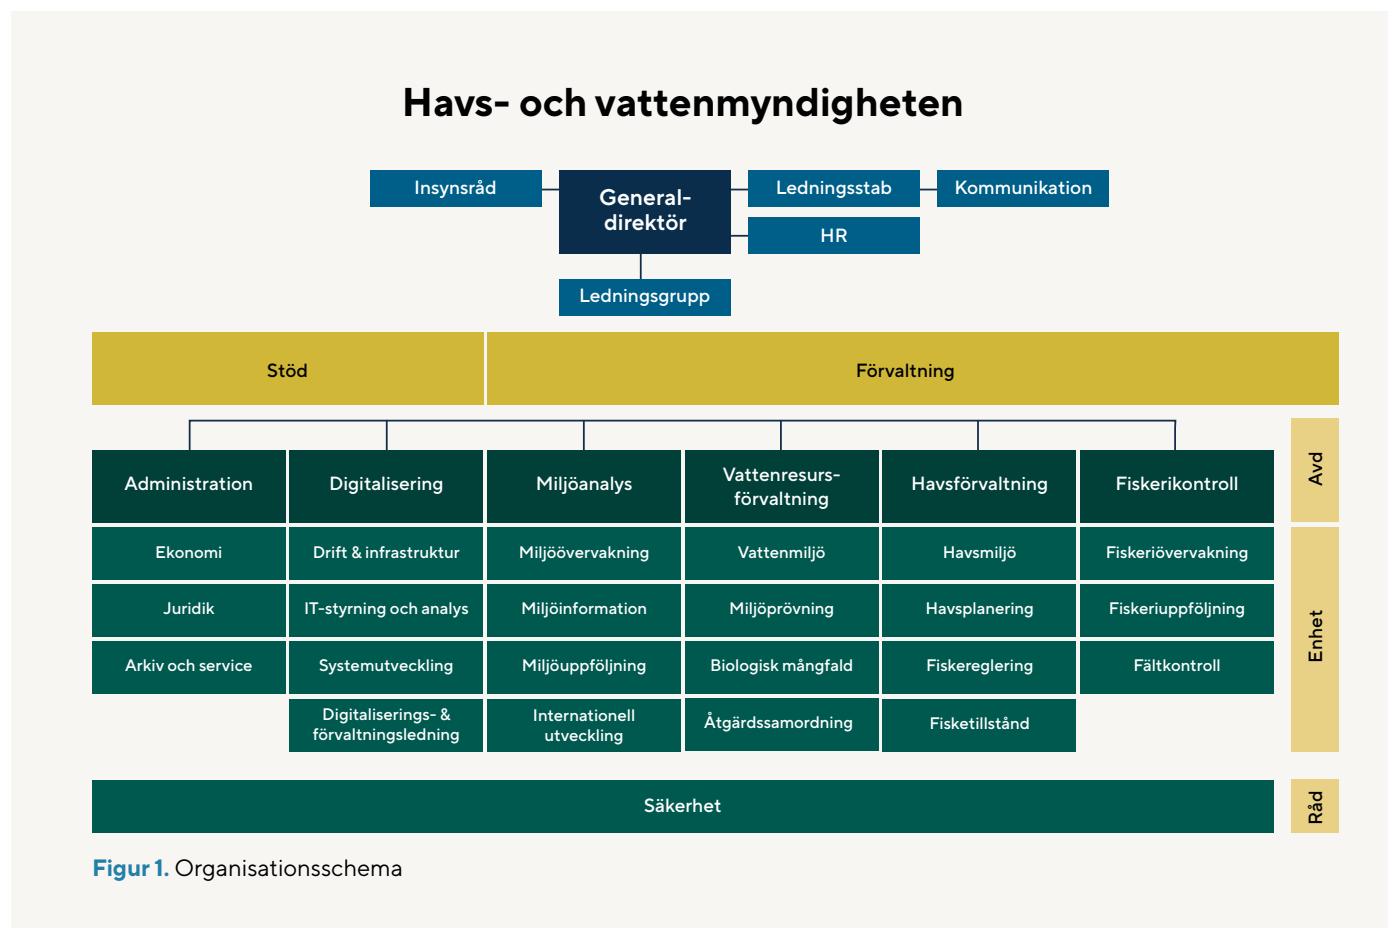 Havs- och vattenmyndigheten
Insynsråd
General-
direktör
Ledningsstab
Kommunikation
HR
Ledningsgrupp
Stöd
Förvaltning
Avd
Administration
Digitalisering
Miljöanalys
Vattenresurs-
förvaltning
Havsförvaltning
Fiskerikontroll
Enhet
Ekonomi
Drift & infrastruktur
Miljöövervakning
Vattenmiljö
Havsmiljö
Fiskeriövervakning
Juridik
IT-styrning och analys
Miljöinformation
Miljöprövning
Havsplanering
Fiskeriuppföljning
Arkiv och service
Systemutveckling
Miljöuppföljning
Biologisk mångfald
Fiskereglering
Fältkontroll
Digitaliserings- &
förvaltningsledning
Internationell
utveckling
Åtgärdssamordning
Fisketillstånd
Säkerhet
Råd
Figur 1. Organisationsschema